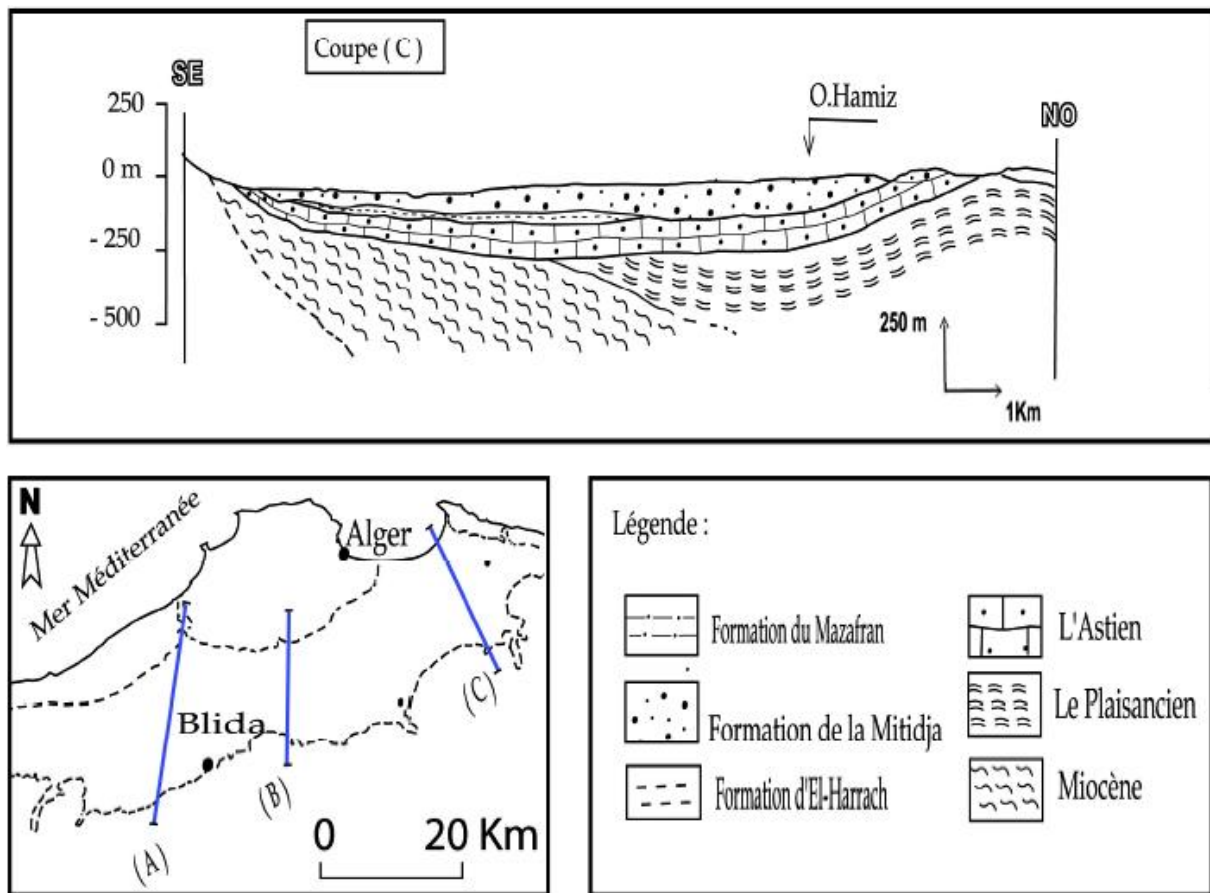 Coupe ( C )
SE
250
0 m
- 250
- 500
O.Hamiz
NO
250 m
1Km
N
Mer Méditerranée
Alger
Blida
(A)
(B)
(C)
0 20 Km
Légende :
Formation du Mazafran
Formation de la Mitidja
Formation d'El-Harrach
L'Astien
Le Plaisancien
Miocène